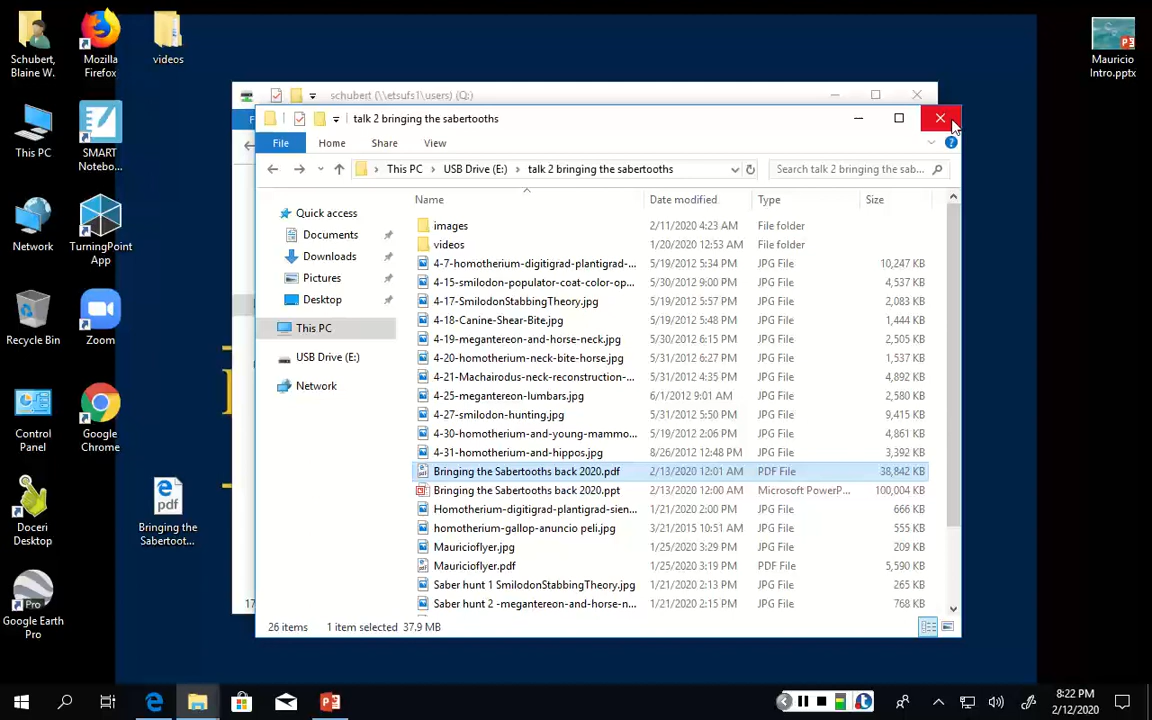 Schubert, Blaine W.
Mozilla Firefox
videos
Mauricio Intro.pptx
This PC
SMART Notebo...
Network
TurningPoint App
Recycle Bin
Zoom
Control Panel
Google Chrome
Doceri Desktop
pdf
Bringing the Sabertoot...
Pro
Google Earth Pro
schubert (\\etsufs1\users) (Q:)
talk 2 bringing the sabertooths
File
Home
Share
View
This PC
USB Drive (E:)
talk 2 bringing the sabertooths
Search talk 2 bringing the sab...
Name
Date modified
Type
Size
Quick access
Documents
Downloads
Pictures
Desktop
This PC
USB Drive (E:)
Network
images 2/11/2020 4:23 AM File folder
videos 1/20/2020 12:53 AM File folder
4-7-homotherium-digitigrad-plantigrad-... 5/19/2012 5:34 PM JPG File 10,247 KB
4-15-smilodon-populator-coat-color-op... 5/30/2012 9:00 PM JPG File 4,537 KB
4-17-SmilodonStabbingTheory.jpg 5/19/2012 5:57 PM JPG File 2,083 KB
4-18-Canine-Shear-Bite.jpg 5/19/2012 5:48 PM JPG File 1,444 KB
4-19-megantereon-and-horse-neck.jpg 5/30/2012 6:15 PM JPG File 2,505 KB
4-20-homotherium-neck-bite-horse.jpg 5/31/2012 6:27 PM JPG File 1,537 KB
4-21-Machairodus-neck-reconstruction-... 5/31/2012 4:35 PM JPG File 4,892 KB
4-25-megantereon-lumbars.jpg 6/1/2012 9:01 AM JPG File 2,580 KB
4-27-smilodon-hunting.jpg 5/31/2012 5:50 PM JPG File 9,415 KB
4-30-homotherium-and-young-mammo... 5/19/2012 2:06 PM JPG File 4,861 KB
4-31-homotherium-and-hippos.jpg 8/26/2012 12:48 PM JPG File 3,392 KB
Bringing the Sabertooths back 2020.pdf 2/13/2020 12:01 AM PDF File 38,842 KB
Bringing the Sabertooths back 2020.ppt 2/13/2020 12:00 AM Microsoft PowerP... 100,004 KB
Homotherium-digitigrad-plantigrad-sien... 1/21/2020 2:00 PM JPG File 666 KB
homotherium-gallop-anuncio peli.jpg 3/21/2015 10:51 AM JPG File 555 KB
Mauricioflyer.jpg 1/25/2020 3:29 PM JPG File 209 KB
Mauricioflyer.pdf 1/25/2020 3:19 PM PDF File 5,590 KB
Saber hunt 1 SmilodonStabbingTheory.jpg 1/21/2020 2:13 PM JPG File 265 KB
Saber hunt 2 -megantereon-and-horse-n... 1/21/2020 2:15 PM JPG File 768 KB
26 items 1 item selected 37.9 MB
8:22 PM
2/12/2020